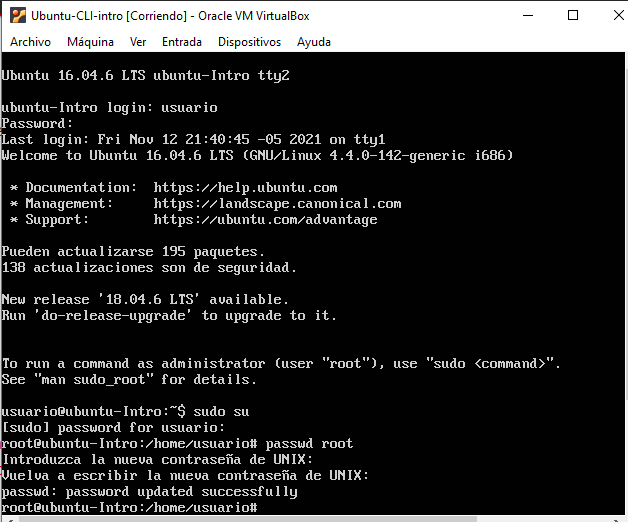 Ubuntu-CLI-intro [Corriendo] - Oracle VM VirtualBox
Archivo Máquina Ver Entrada Dispositivos Ayuda
Ubuntu 16.04.6 LTS ubuntu-Intro tty2
ubuntu-Intro login: usuario
Password:
Last login: Fri Nov 12 21:40:45 -05 2021 on tty1
Welcome to Ubuntu 16.04.6 LTS (GNU/Linux 4.4.0-142-generic i686)
* Documentation: https://help.ubuntu.com
* Management: https://landscape.canonical.com
* Support: https://ubuntu.com/advantage
Pueden actualizarse 195 paquetes.
138 actualizaciones son de seguridad.
New release '18.04.6 LTS' available.
Run 'do-release-upgrade' to upgrade to it.
To run a command as administrator (user "root"), use "sudo <command>".
See "man sudo_root" for details.
usuario@ubuntu-Intro:~$ sudo su
[sudo] password for usuario:
root@ubuntu-Intro:/home/usuario# passwd root
Introduzca la nueva contraseña de UNIX:
Vuelva a escribir la nueva contraseña de UNIX:
passwd: password updated successfully
root@ubuntu-Intro:/home/usuario#